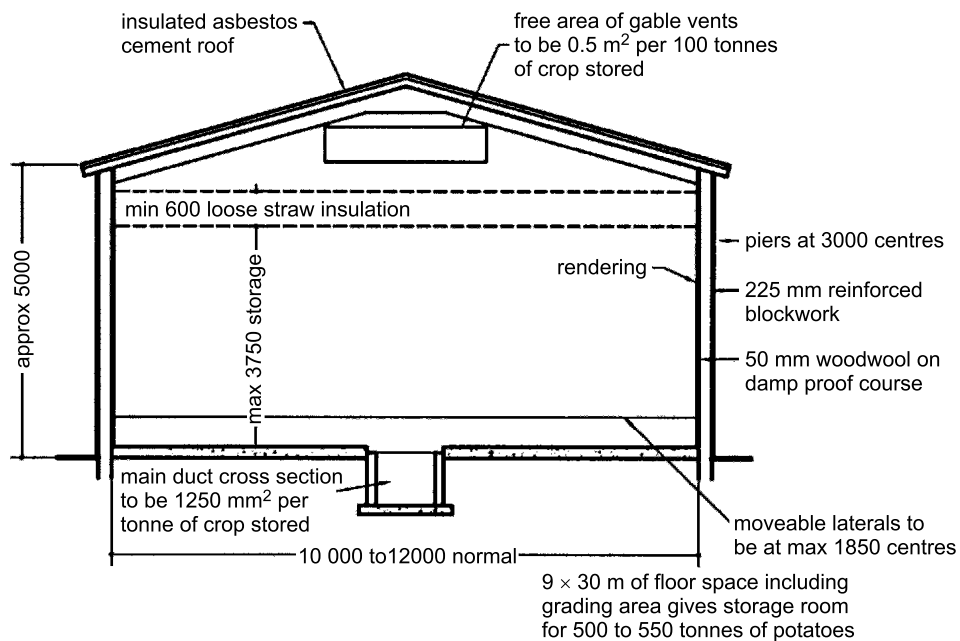 insulated asbestos
cement roof
free area of gable vents
to be 0.5 m² per 100 tonnes
of crop stored
min 600 loose straw insulation
piers at 3000 centres
rendering
225 mm reinforced
blockwork
approx 5000
max 3750 storage
50 mm woodwool on
damp proof course
main duct cross section
to be 1250 mm² per
tonne of crop stored
moveable laterals to
be at max 1850 centres
10 000 to12000 normal
9 × 30 m of floor space including
grading area gives storage room
for 500 to 550 tonnes of potatoes